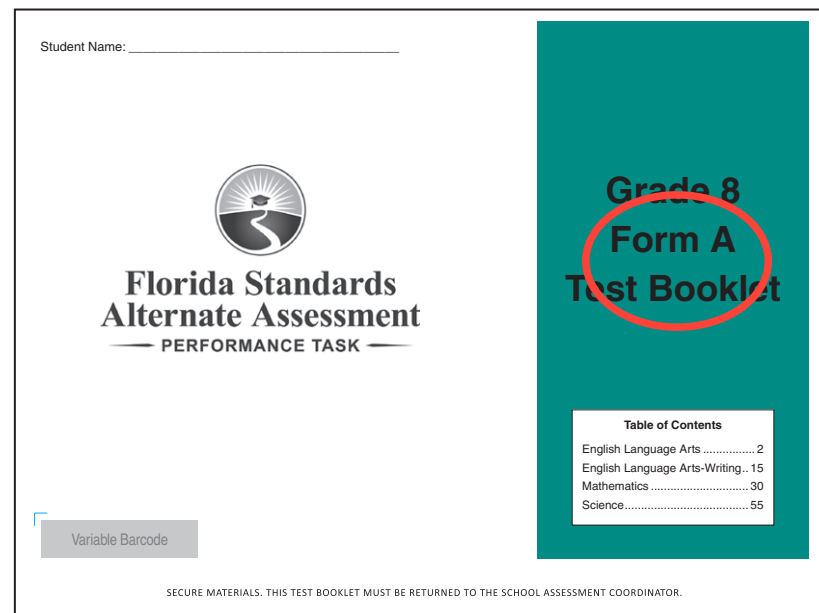 Student Name: ________________________________________
Florida Standards
Alternate Assessment
PERFORMANCE TASK
Grade 8
Form A
Test Booklet
Table of Contents
English Language Arts ................ 2
English Language Arts-Writing.. 15
Mathematics ............................. 30
Science..................................... 55
Variable Barcode
SECURE MATERIALS. THIS TEST BOOKLET MUST BE RETURNED TO THE SCHOOL ASSESSMENT COORDINATOR.